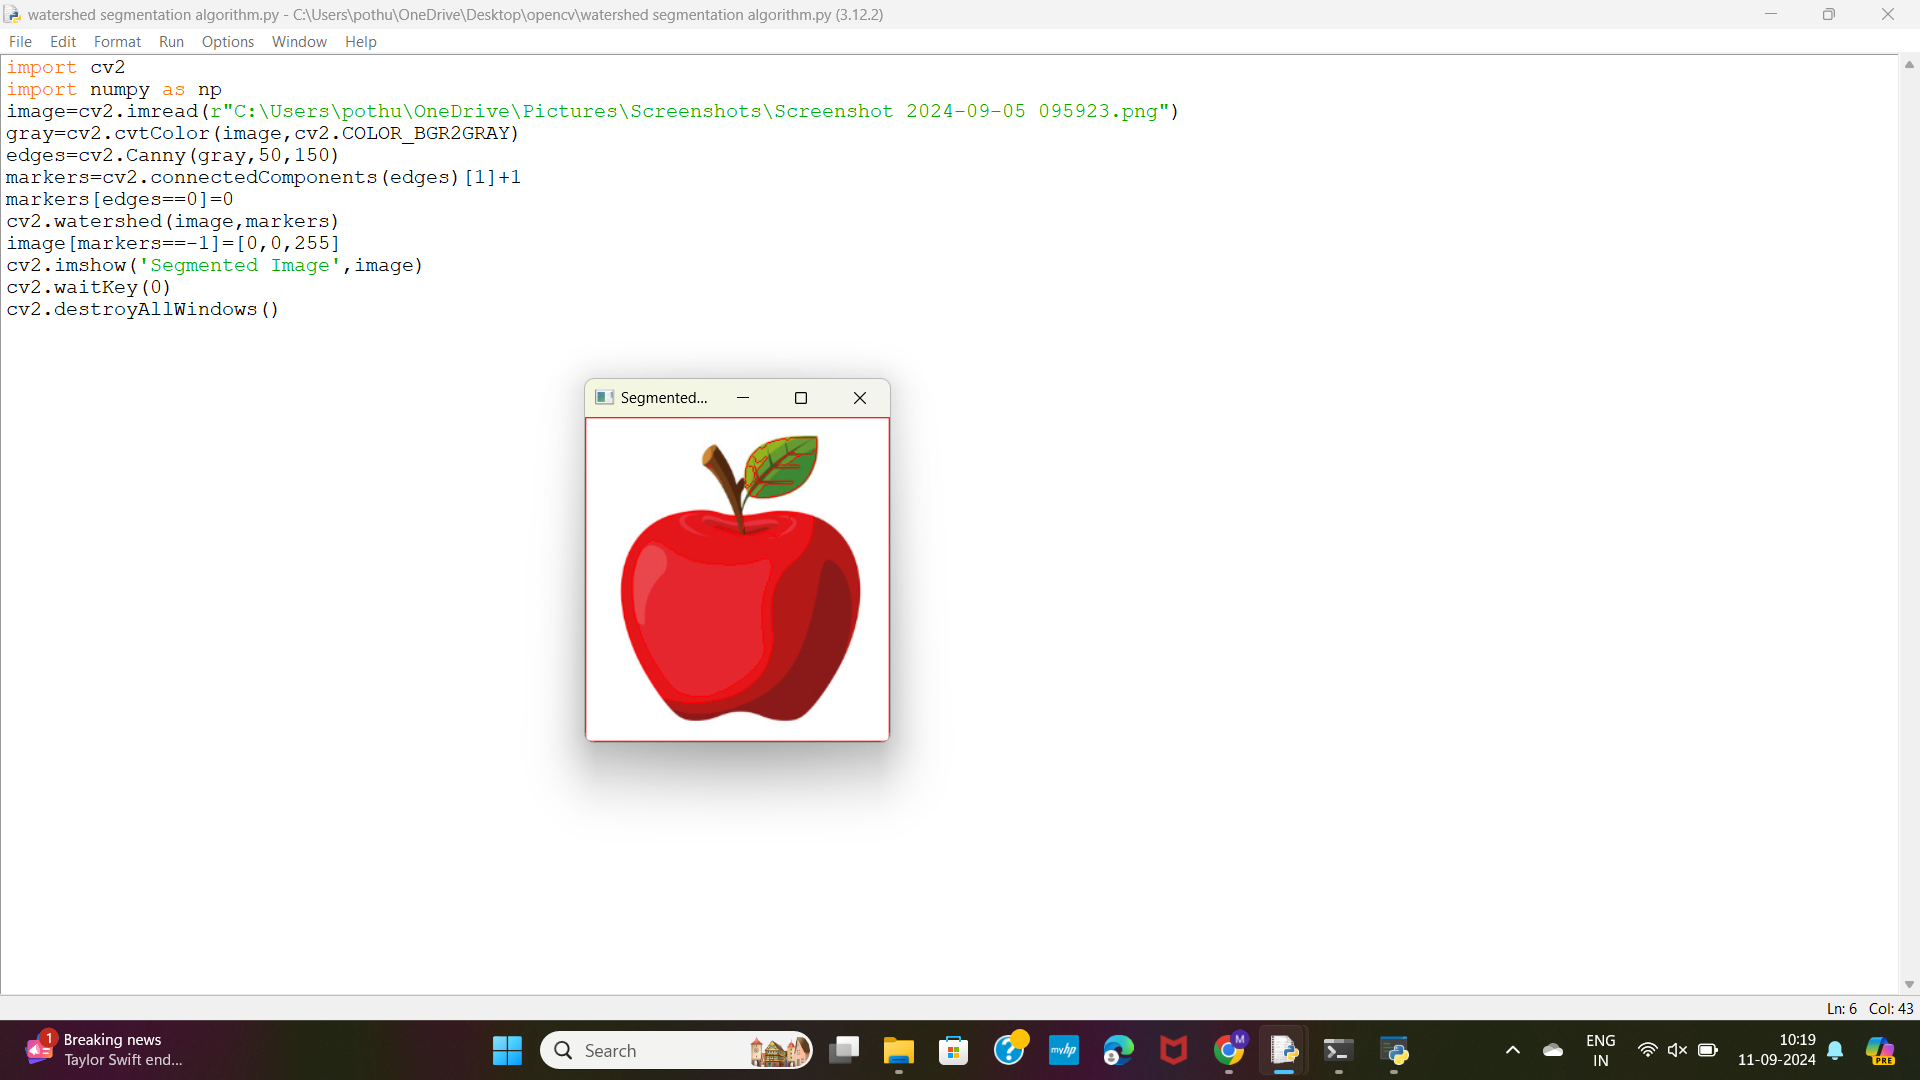 watershed segmentation algorithm.py - C:\Users\pothu\OneDrive\Desktop\opencv\watershed segmentation algorithm.py (3.12.2)
File Edit Format Run Options Window Help
import cv2
import numpy as np
image=cv2.imread(r"C:\Users\pothu\OneDrive\Pictures\Screenshots\Screenshot 2024-09-05 095923.png")
gray=cv2.cvtColor(image,cv2.COLOR_BGR2GRAY)
edges=cv2.Canny(gray,50,150)
markers=cv2.connectedComponents(edges)[1]+1
markers[edges==0]=0
cv2.watershed(image,markers)
image[markers==-1]=[0,0,255]
cv2.imshow('Segmented Image',image)
cv2.waitKey(0)
cv2.destroyAllWindows()
Segmented...
Ln: 6 Col: 43
1
Breaking news
Taylor Swift end...
Search
myhp
M
ENG
IN
10:19
11-09-2024
PRE